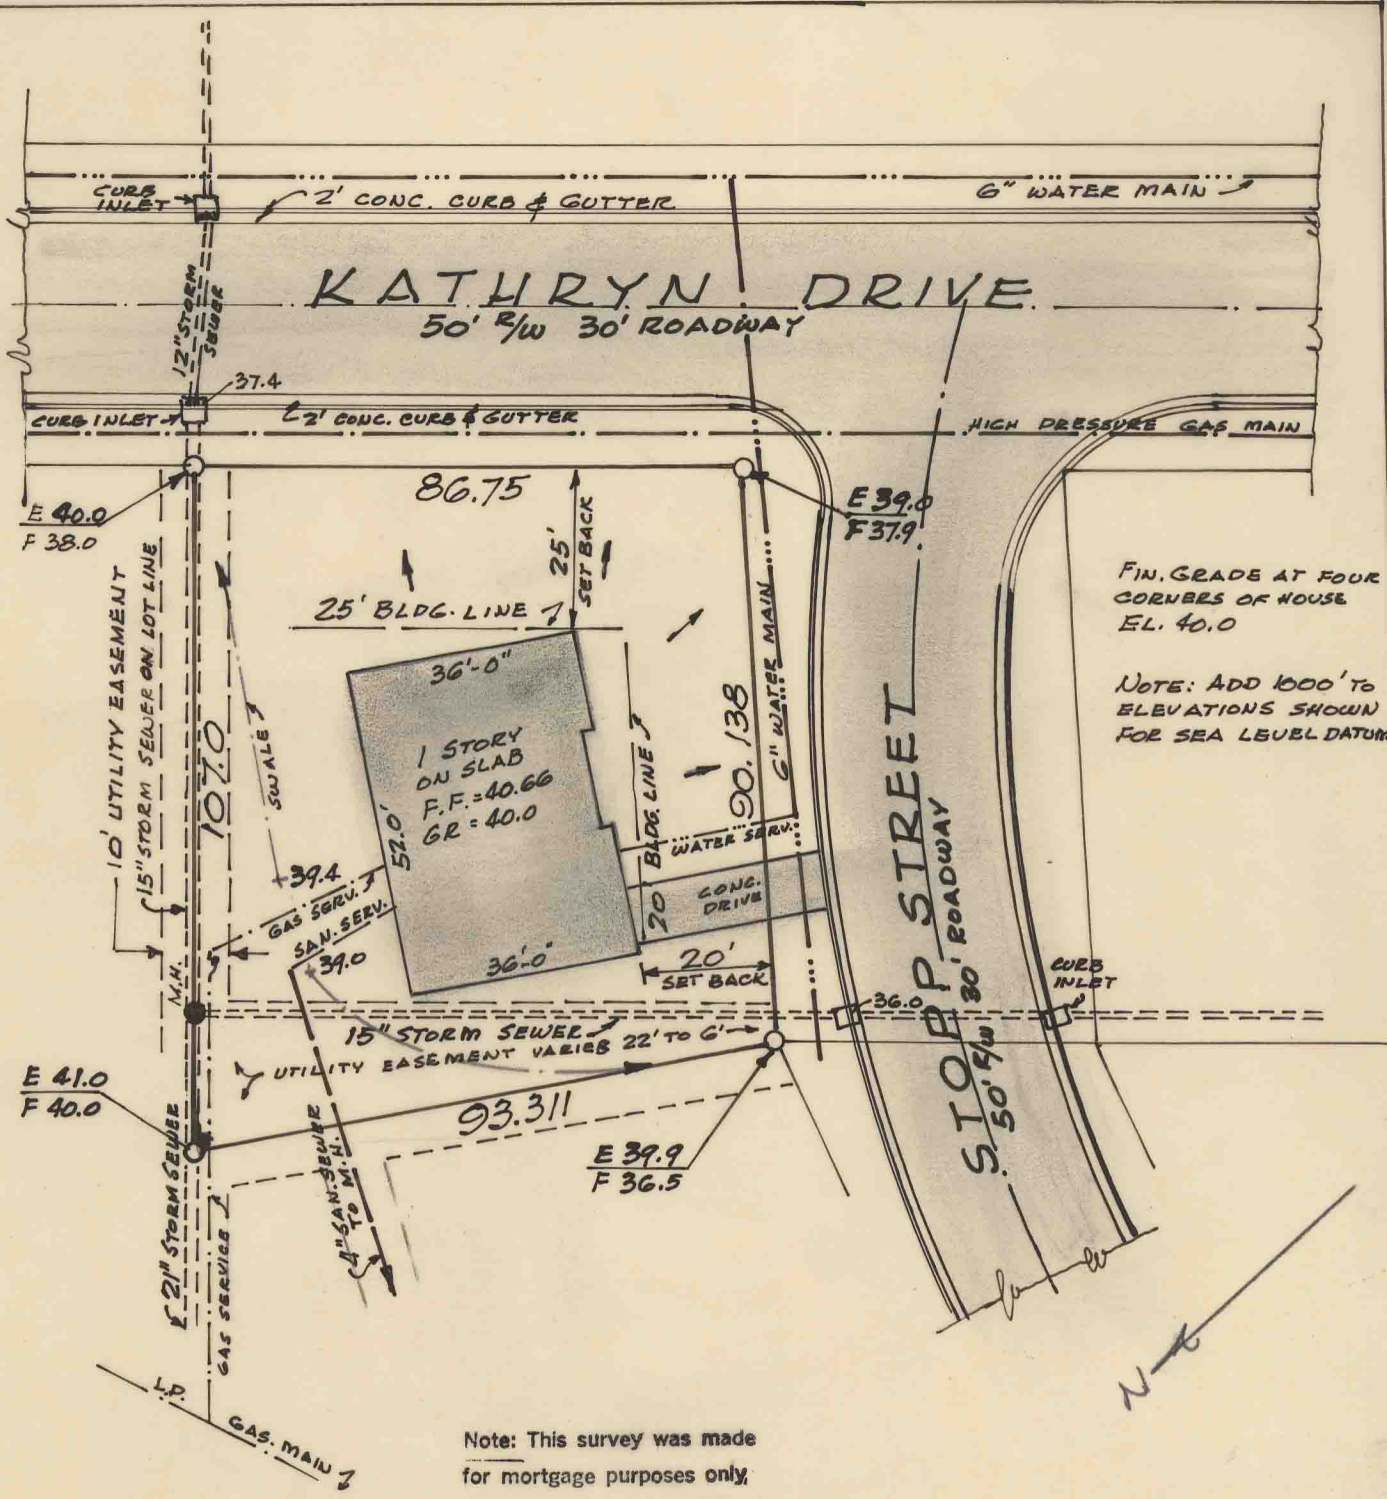 CURB
INLET
2' CONC. CURB & GUTTER
6" WATER MAIN
12" STORM
SEWER
KATHRYN DRIVE
50' R/W 30' ROADWAY
37.4
CURB INLET
2' CONC. CURB & GUTTER
HIGH PRESSURE GAS MAIN
86.75
E 40.0
F 38.0
E 39.0
F 37.9
25'
SET BACK
10' UTILITY EASEMENT
15" STORM SEWER ON LOT LINE
107.0
SWALE
25' BLDG. LINE
36'-0"
1 STORY
ON SLAB
F.F. = 40.66
GR = 40.0
52.0'
20' BLDG. LINE
90.138
6" WATER MAIN
FIN. GRADE AT FOUR
CORNERS OF HOUSE
EL. 40.0
NOTE: ADD 1000' TO
ELEVATIONS SHOWN
FOR SEA LEVEL DATUM
STOPP STREET
50' R/W 30' ROADWAY
WATER SERV.
CONC.
DRIVE
39.4
GAS SERV.
SAN. SERV.
39.0
36'-0"
20'
SET BACK
M.H.
36.0
CURB
INLET
15" STORM SEWER
UTILITY EASEMENT VARIES 22' TO 6'
E 41.0
F 40.0
93.311
E 39.9
F 36.5
21" STORM SEWER
GAS SERVICE
4" SAN. SEWER
TO M.H.
L.P.
GAS. MAIN
N
Note: This survey was made
for mortgage purposes only,